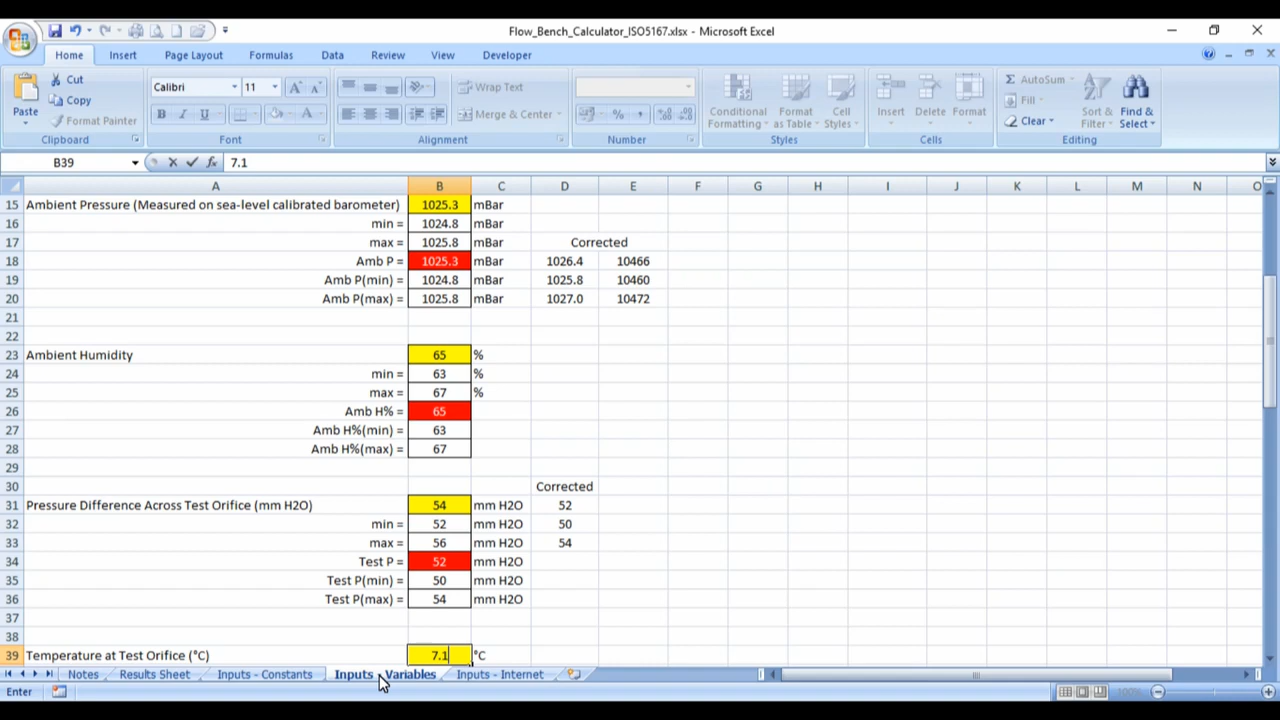 Flow_Bench_Calculator_ISO5167.xlsx - Microsoft Excel
Home Insert Page Layout Formulas Data Review View Developer
Paste Cut Copy Format Painter Clipboard
Calibri 11 B I U A A Font
Wrap Text Merge & Center Alignment
% , Number
Conditional Formatting Format as Table Cell Styles Styles
Insert Delete Format Cells
AutoSum Fill Clear Sort & Filter Find & Select Editing
B39 fx 7.1
A B C D E F G H I J K L M N O
15 Ambient Pressure (Measured on sea-level calibrated barometer) 1025.3 mBar
16 min = 1024.8 mBar
17 max = 1025.8 mBar Corrected
18 Amb P = 1025.3 mBar 1026.4 10466
19 Amb P(min) = 1024.8 mBar 1025.8 10460
20 Amb P(max) = 1025.8 mBar 1027.0 10472
21
22
23 Ambient Humidity 65 %
24 min = 63 %
25 max = 67 %
26 Amb H% = 65
27 Amb H%(min) = 63
28 Amb H%(max) = 67
29
30 Corrected
31 Pressure Difference Across Test Orifice (mm H2O) 54 mm H2O 52
32 min = 52 mm H2O 50
33 max = 56 mm H2O 54
34 Test P = 52 mm H2O
35 Test P(min) = 50 mm H2O
36 Test P(max) = 54 mm H2O
37
38
39 Temperature at Test Orifice (°C) 7.1 °C
Notes Results Sheet Inputs - Constants Inputs - Variables Inputs - Internet
Enter 100%